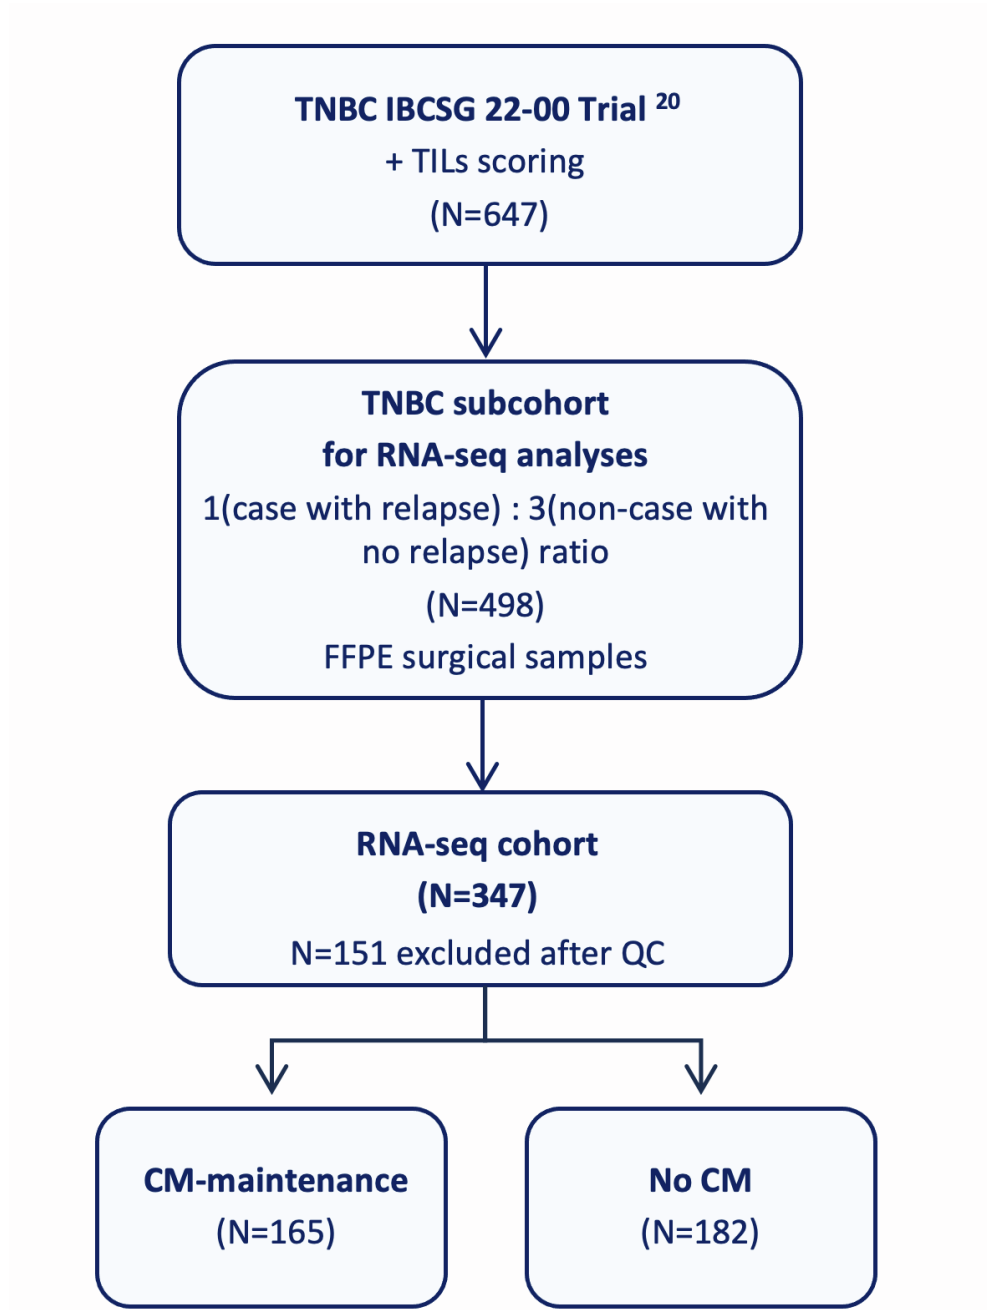 TNBC IBCSG 22-00 Trial 20
+ TILs scoring
(N=647)
TNBC subcohort
for RNA-seq analyses
1(case with relapse) : 3(non-case with
no relapse) ratio
(N=498)
FFPE surgical samples
RNA-seq cohort
(N=347)
N=151 excluded after QC
CM-maintenance
(N=165)
No CM
(N=182)